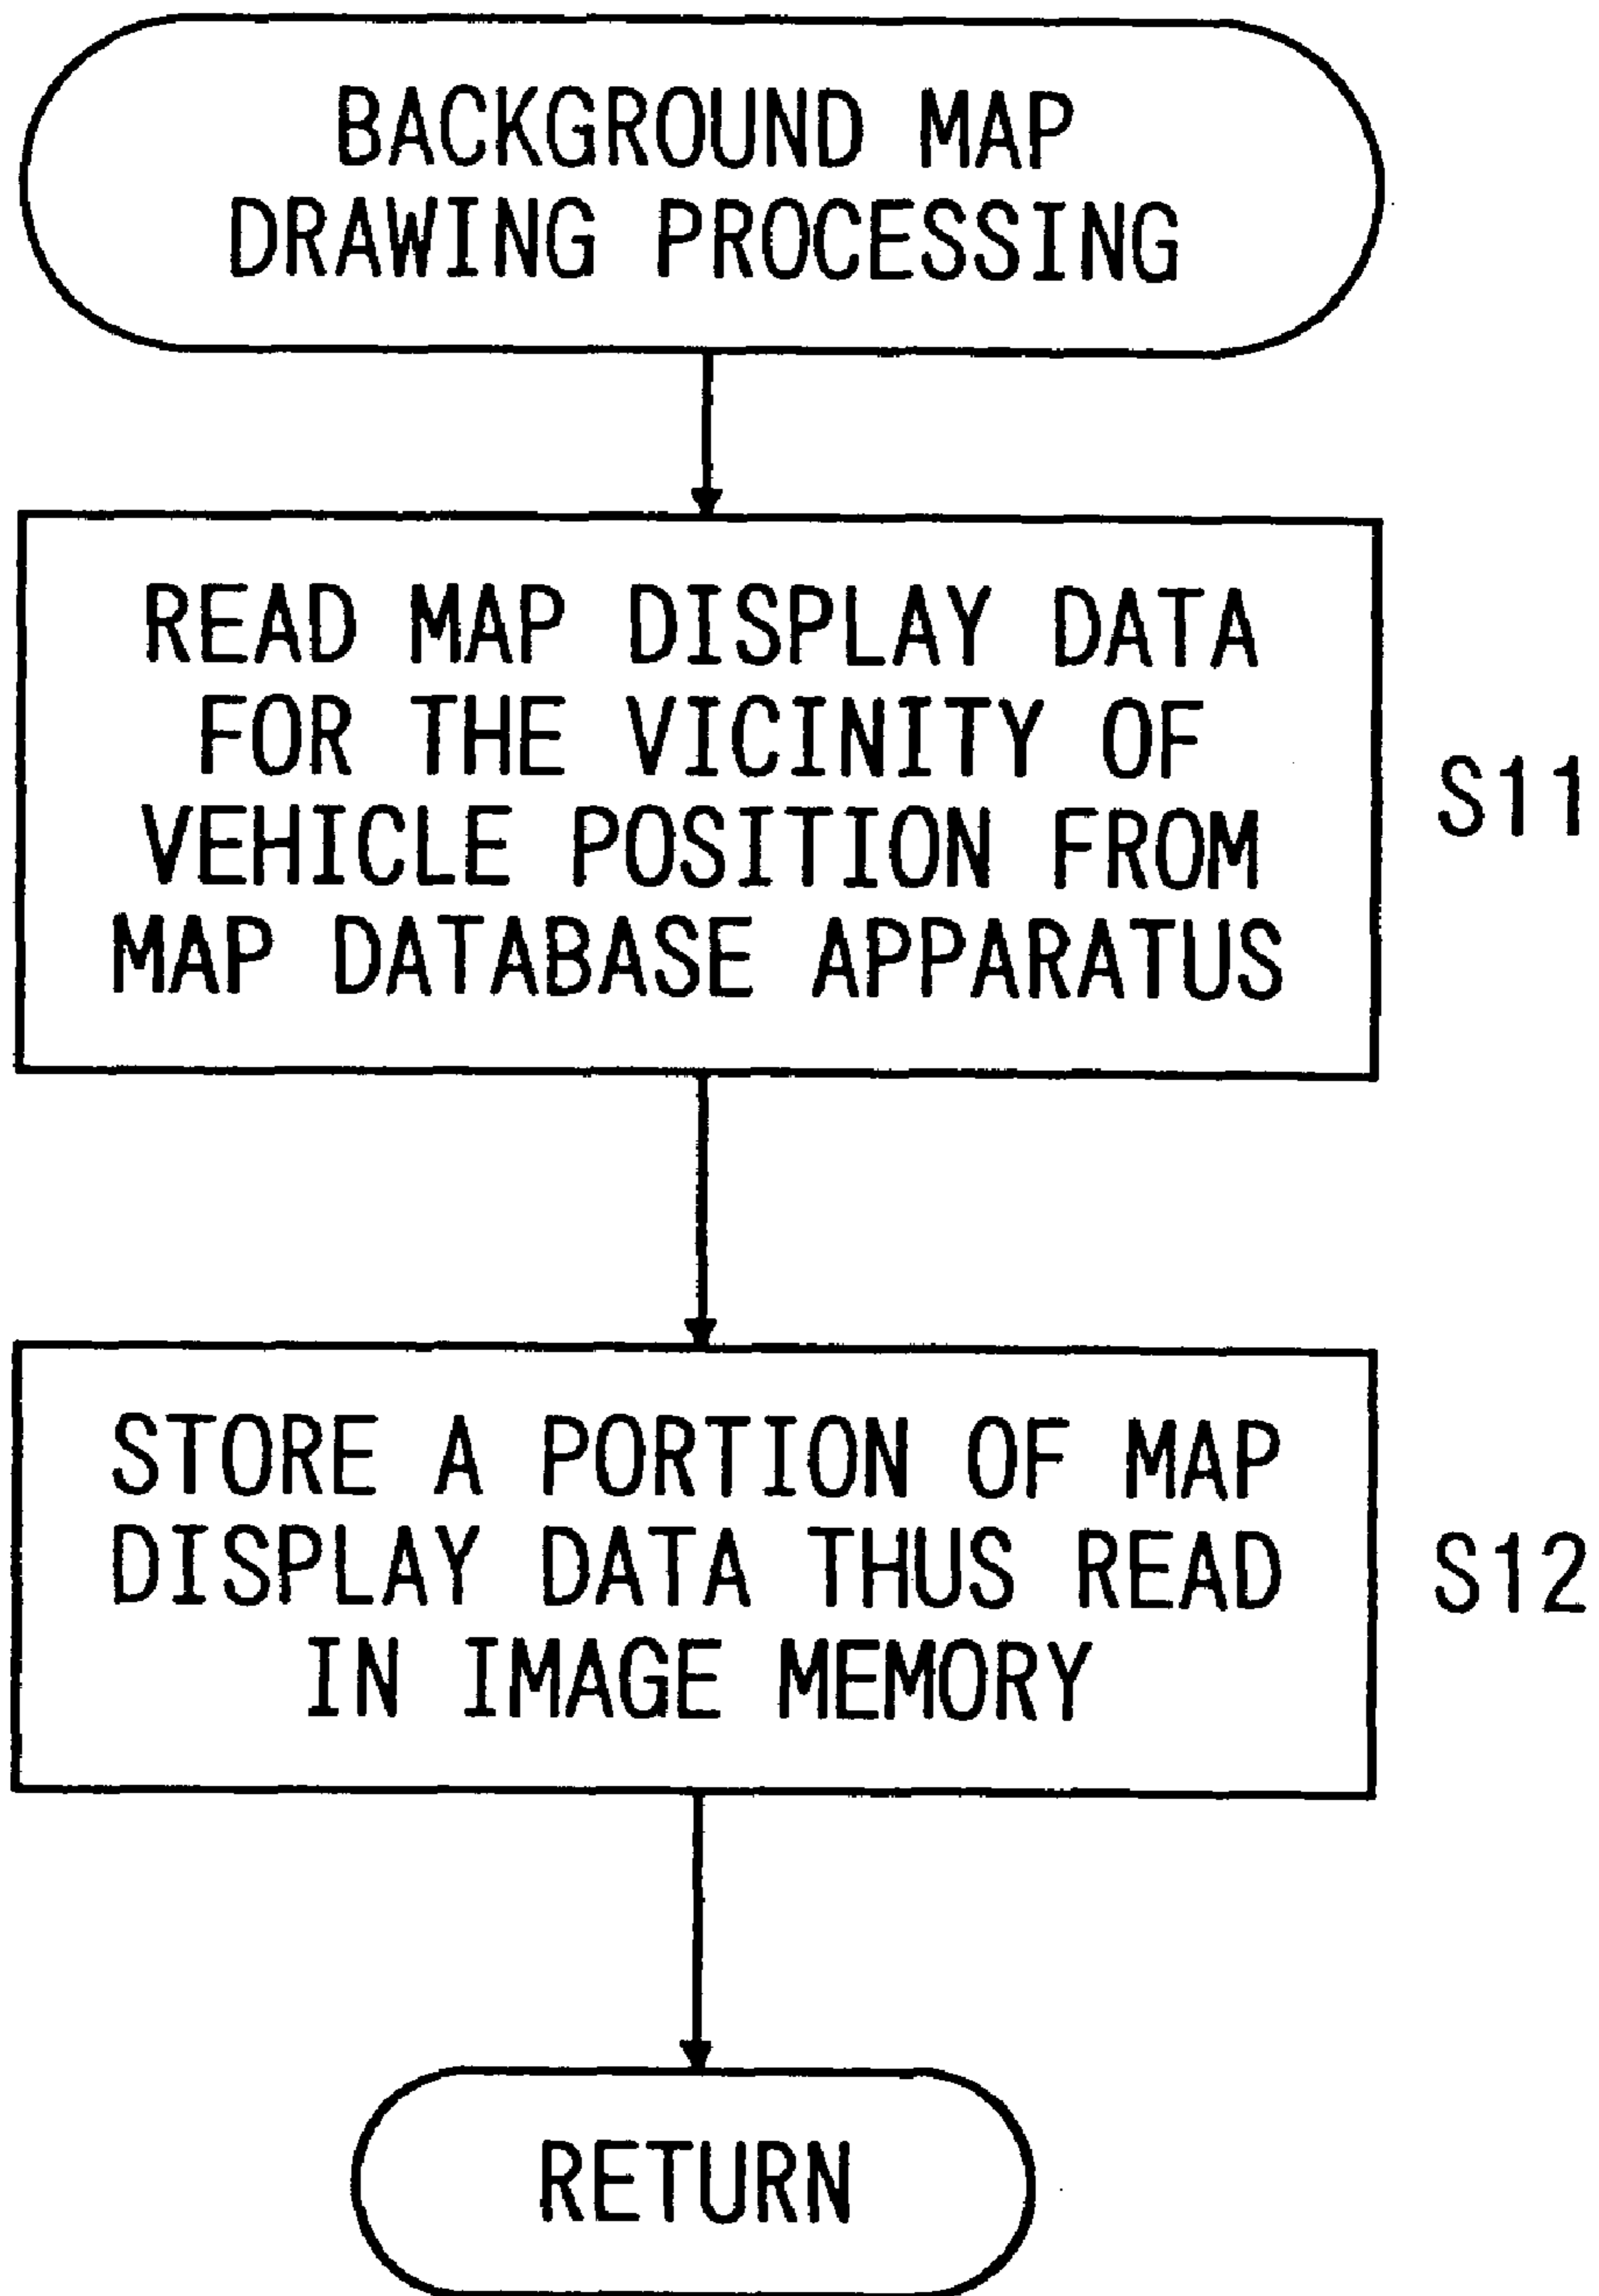 BACKGROUND MAP
DRAWING PROCESSING
READ MAP DISPLAY DATA
FOR THE VICINITY OF
VEHICLE POSITION FROM
MAP DATABASE APPARATUS
S11
STORE A PORTION OF MAP
DISPLAY DATA THUS READ
IN IMAGE MEMORY
S12
RETURN